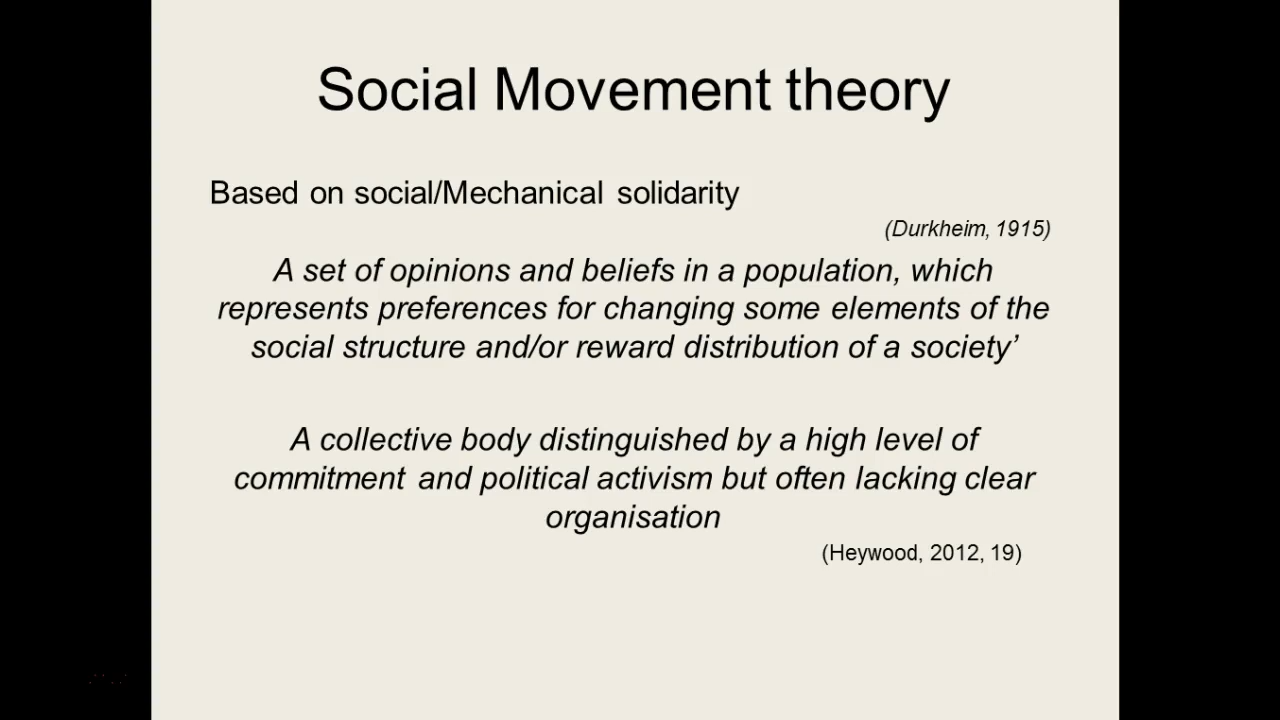 Social Movement theory
Based on social/Mechanical solidarity
(Durkheim, 1915)
A set of opinions and beliefs in a population, which
represents preferences for changing some elements of the
social structure and/or reward distribution of a society’
A collective body distinguished by a high level of
commitment and political activism but often lacking clear
organisation
(Heywood, 2012, 19)